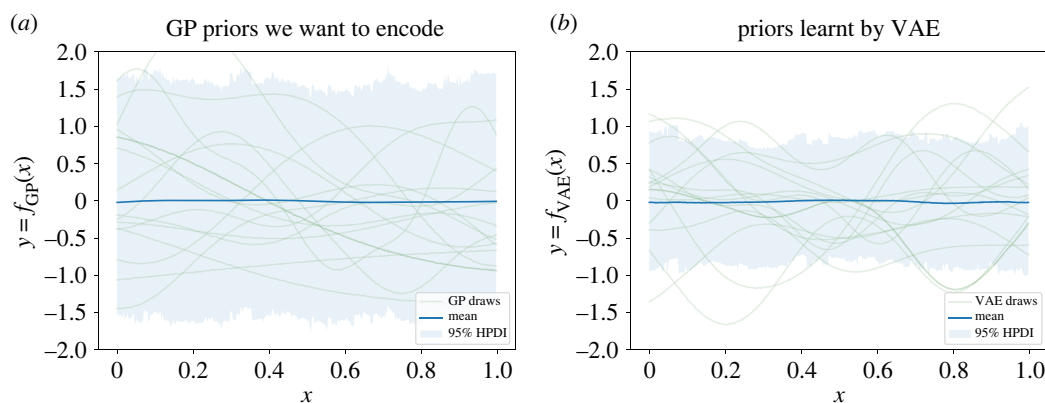 (a)
GP priors we want to encode
2.0
1.5
1.0
0.5
0
–0.5
–1.0
–1.5
–2.0
y = fGP(x)
GP draws
mean
95% HPDI
0 0.2 0.4 0.6 0.8 1.0
x
(b)
priors learnt by VAE
2.0
1.5
1.0
0.5
0
–0.5
–1.0
–1.5
–2.0
y = fVAE(x)
VAE draws
mean
95% HPDI
0 0.2 0.4 0.6 0.8 1.0
x